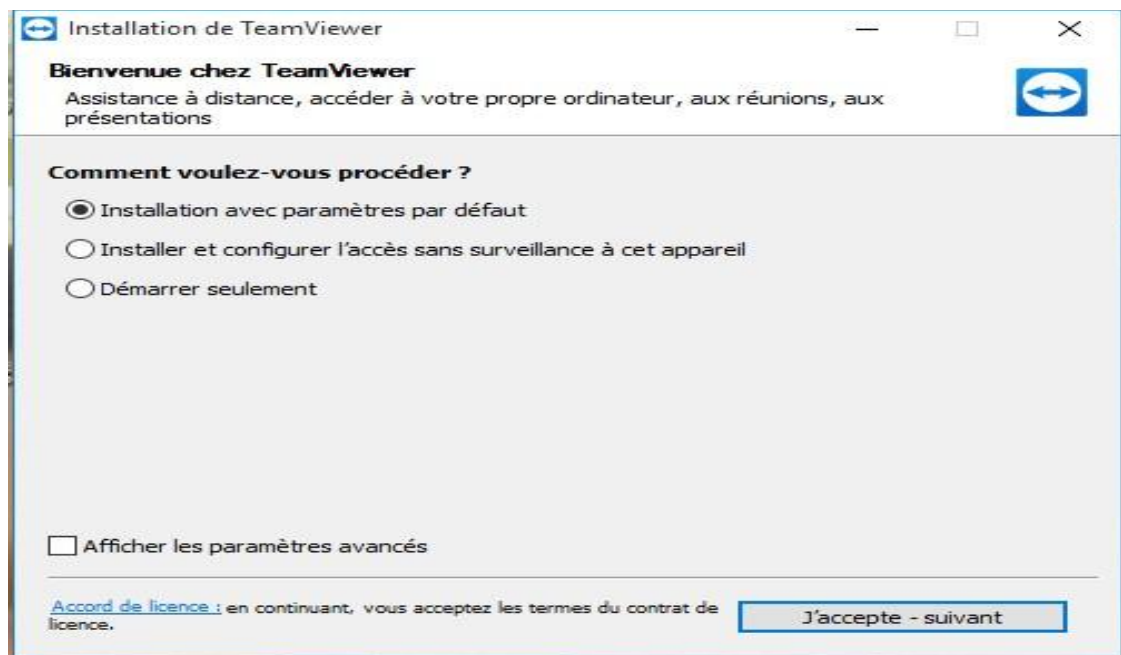 Installation de TeamViewer
Bienvenue chez TeamViewer
Assistance à distance, accéder à votre propre ordinateur, aux réunions, aux
présentations
Comment voulez-vous procéder ?
Installation avec paramètres par défaut
Installer et configurer l'accès sans surveillance à cet appareil
Démarrer seulement
Afficher les paramètres avancés
Accord de licence : en continuant, vous acceptez les termes du contrat de
licence.
J'accepte - suivant